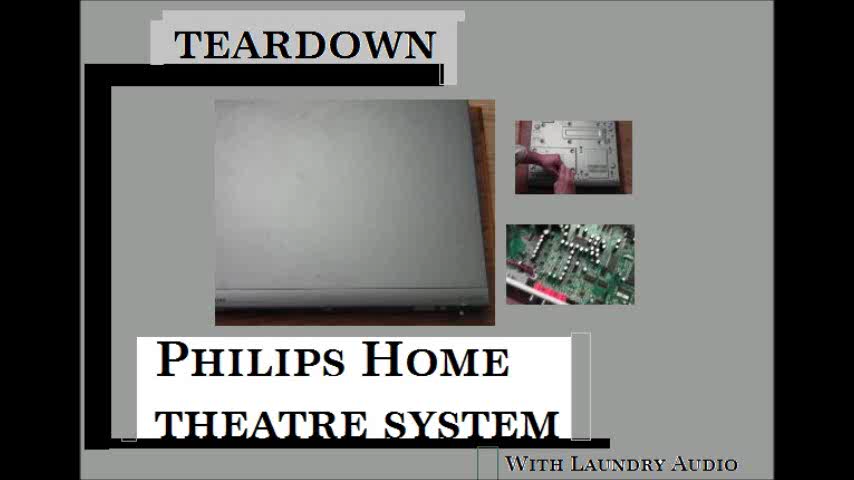 TEARDOWN
PHILIPS HOME
THEATRE SYSTEM
WITH LAUNDRY AUDIO